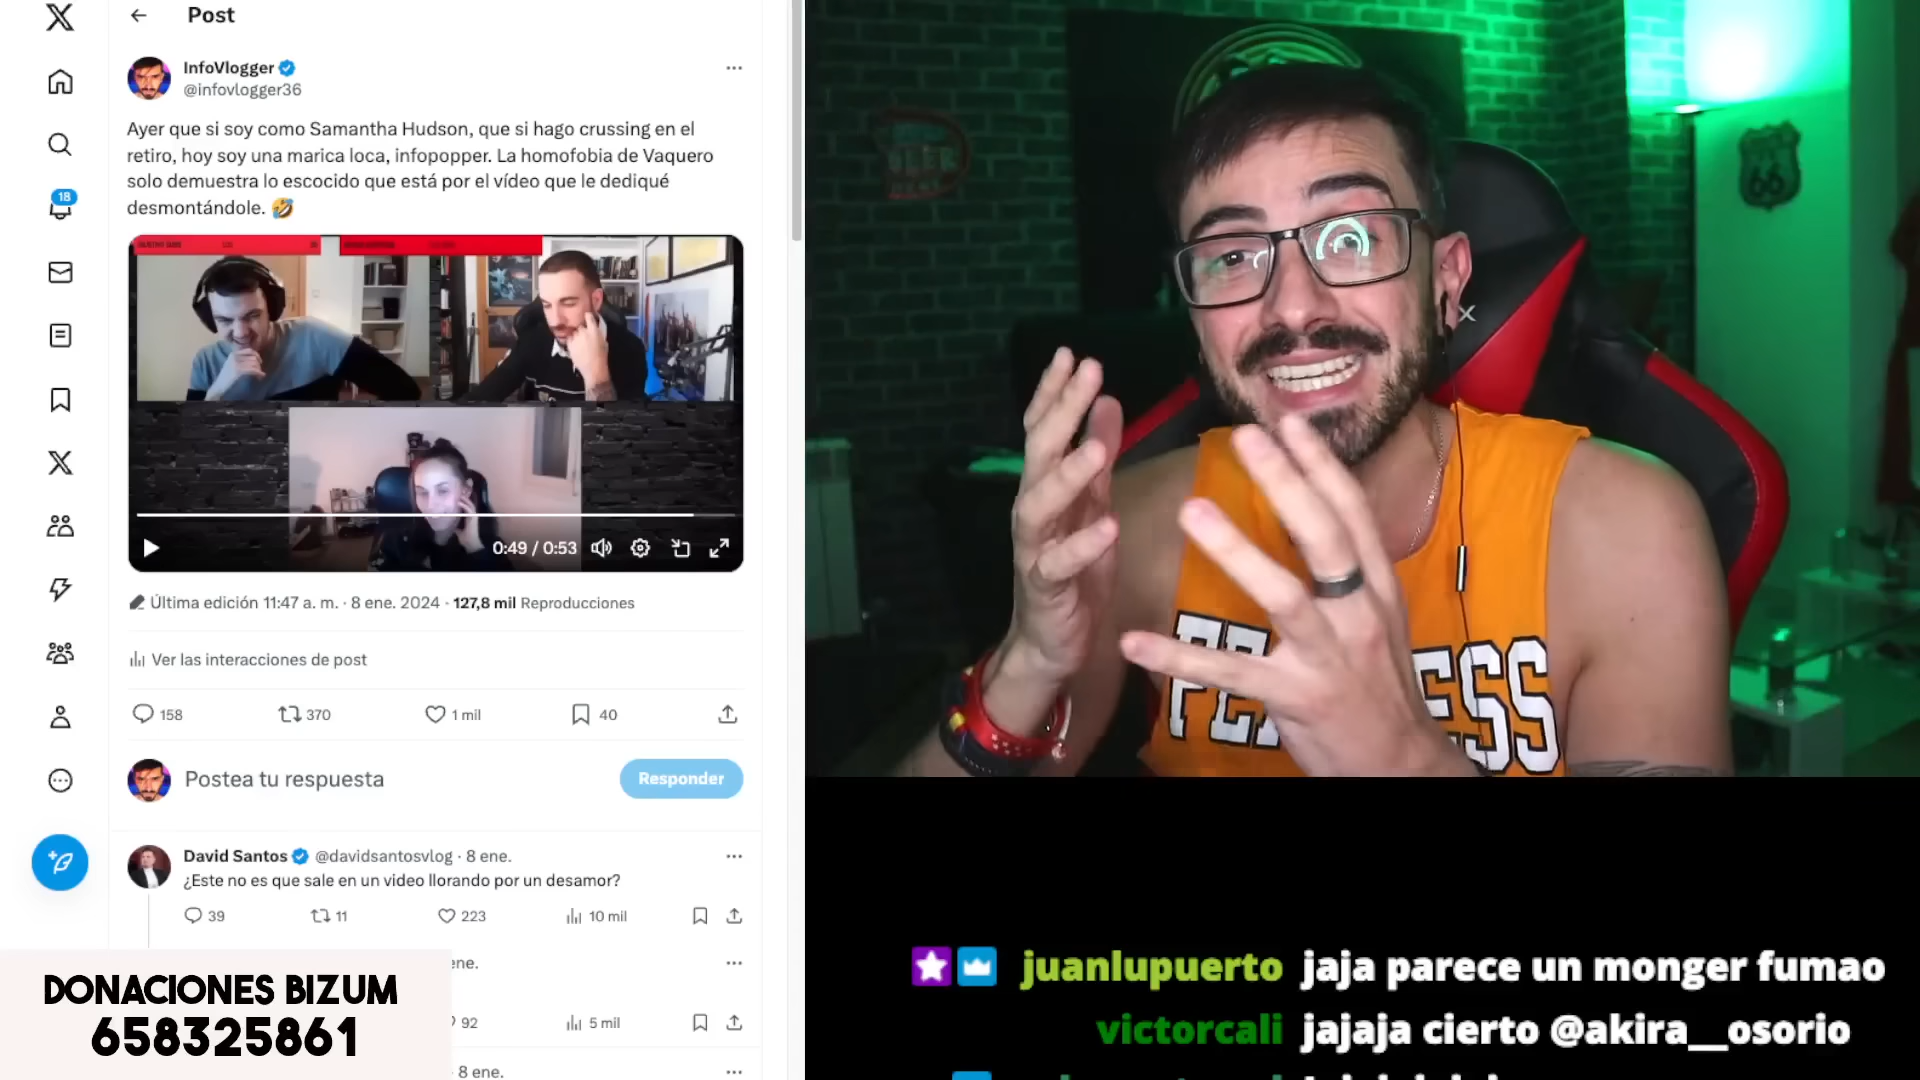 Post
InfoVlogger
@infovlogger36
Ayer que si soy como Samantha Hudson, que si hago crussing en el
retiro, hoy soy una marica loca, infopopper. La homofobia de Vaquero
solo demuestra lo escocido que está por el vídeo que le dediqué
desmontándole. 🤣
18
0:49 / 0:53
Última edición 11:47 a. m. · 8 ene. 2024 · 127,8 mil Reproducciones
Ver las interacciones de post
158 370 1 mil 40
Postea tu respuesta
Responder
David Santos @davidsantosvlog · 8 ene.
¿Este no es que sale en un vídeo llorando por un desamor?
39 11 223 10 mil
ene.
92 5 mil
· 8 ene.
DONACIONES BIZUM
658325861
66
juanlupuerto jaja parece un monger fumao
victorcali jajaja cierto @akira__osorio